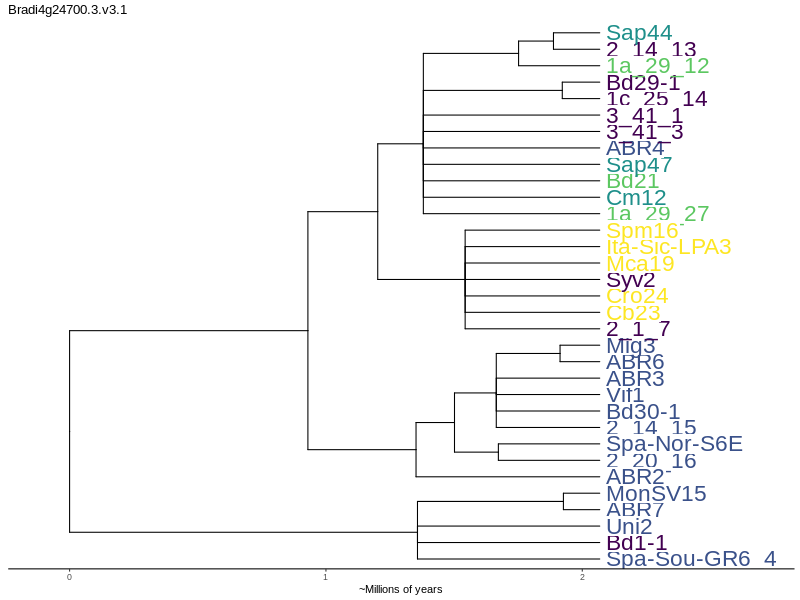 Bradi4g24700.3.v3.1
Sap44
2_14_13
1a_29_12
Bd29-1
1c_25_14
3_41_1
3_41_3
ABR4
Sap47
Bd21
Cm12
1a_29_27
Spm16
Ita-Sic-LPA3
Mca19
Syv2
Cro24
Cb23
2_1_7
Mig3
ABR6
ABR3
Vif1
Bd30-1
2_14_15
Spa-Nor-S6E
2_20_16
ABR2
MonSV15
ABR7
Uni2
Bd1-1
Spa-Sou-GR6_4
0 1 2
~Millions of years